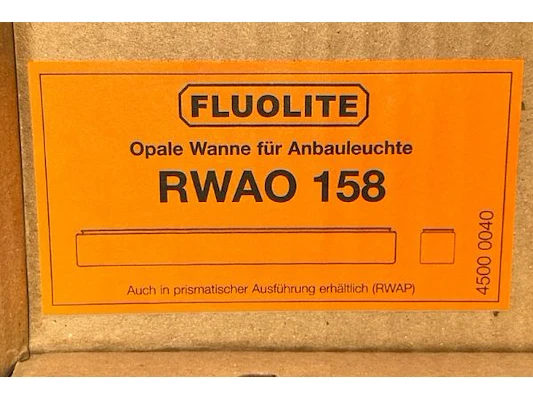 FLUOLITE
Opale Wanne für Anbauleuchte
RWAO 158
Auch in prismatischer Ausführung erhältlich (RWAP)
4500 0040